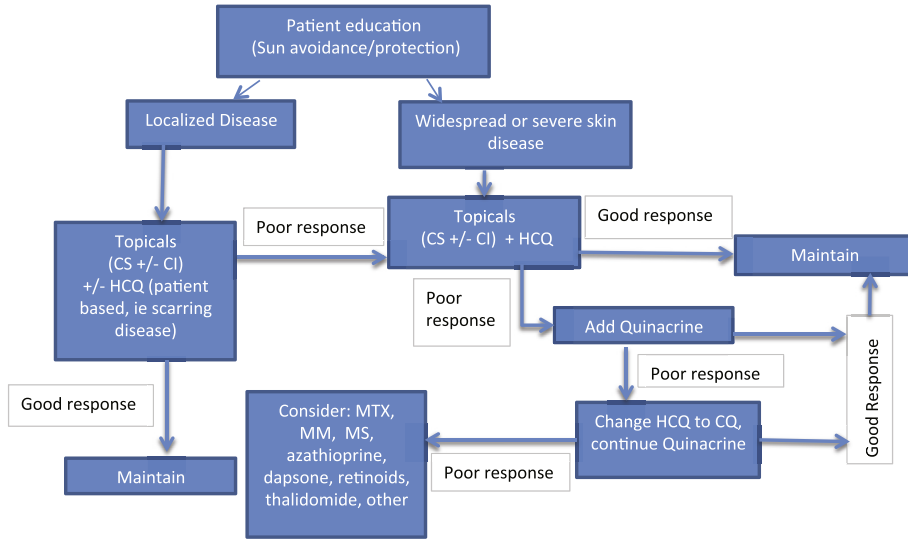 Patient education
(Sun avoidance/protection)
Localized Disease
Widespread or severe skin
disease
Topicals
(CS +/- CI)
+/- HCQ (patient
based, ie scarring
disease)
Poor response
Topicals
(CS +/- CI) + HCQ
Good response
Maintain
Poor
response
Add Quinacrine
Poor response
Good Response
Change HCQ to CQ,
continue Quinacrine
Poor response
Consider: MTX,
MM, MS,
azathioprine,
dapsone, retinoids,
thalidomide, other
Good response
Maintain